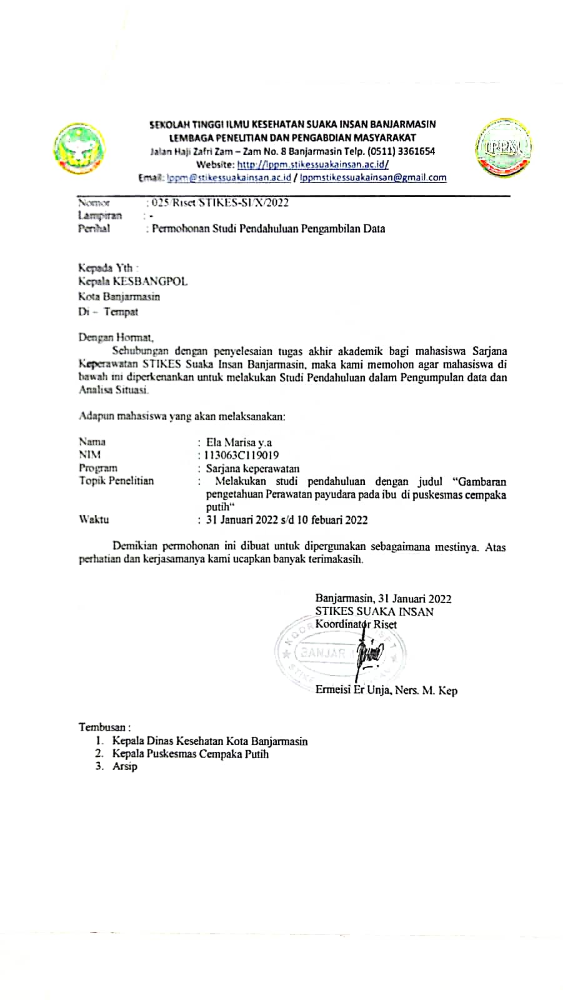 SEKOLAH TINGGI ILMU KESEHATAN SUAKA INSAN BANJARMASIN
LEMBAGA PENELITIAN DAN PENGABDIAN MASYARAKAT
Jalan Haji Zafri Zam – Zam No. 8 Banjarmasin Telp. (0511) 3361654
Website: http://lppm.stikessuakainsan.ac.id/
Email: lppm@stikessuakainsan.ac.id / lppmstikessuakainsan@gmail.com
LPPM
Nomor : 025/Riset STIKES-SI/X/2022
Lampiran : -
Perihal : Permohonan Studi Pendahuluan Pengambilan Data
Kepada Yth :
Kepala KESBANGPOL
Kota Banjarmasin
Di – Tempat
Dengan Hormat,
Sehubungan dengan penyelesaian tugas akhir akademik bagi mahasiswa Sarjana
Keperawatan STIKES Suaka Insan Banjarmasin, maka kami memohon agar mahasiswa di
bawah ini diperkenankan untuk melakukan Studi Pendahuluan dalam Pengumpulan data dan
Analisa Situasi.
Adapun mahasiswa yang akan melaksanakan:
Nama : Ela Marisa y.a
NIM : 113063C119019
Program : Sarjana keperawatan
Topik Penelitian : Melakukan studi pendahuluan dengan judul “Gambaran
pengetahuan Perawatan payudara pada ibu di puskesmas cempaka
putih“
Waktu : 31 Januari 2022 s/d 10 febuari 2022
Demikian permohonan ini dibuat untuk dipergunakan sebagaimana mestinya. Atas
perhatian dan kerjasamanya kami ucapkan banyak terimakasih.
Banjarmasin, 31 Januari 2022
STIKES SUAKA INSAN
Koordinator Riset
Ermeisi Er Unja, Ners. M. Kep
Tembusan :
1. Kepala Dinas Kesehatan Kota Banjarmasin
2. Kepala Puskesmas Cempaka Putih
3. Arsip